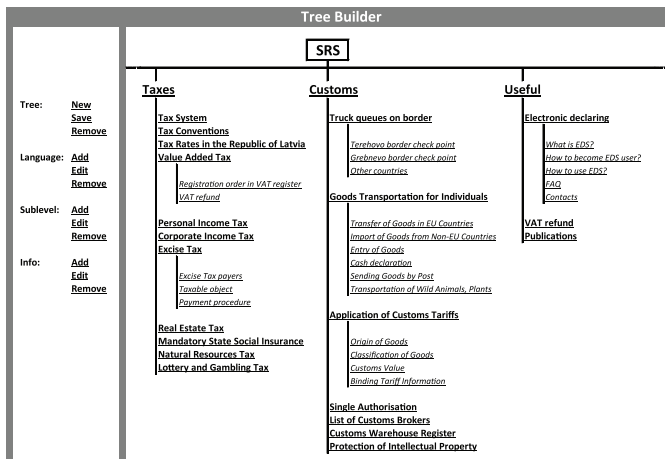 Tree Builder
SRS
Tree: New
Save
Remove
Language: Add
Edit
Remove
Sublevel: Add
Edit
Remove
Info: Add
Edit
Remove
Taxes
Tax System
Tax Conventions
Tax Rates in the Republic of Latvia
Value Added Tax
Registration order in VAT register
VAT refund
Personal Income Tax
Corporate Income Tax
Excise Tax
Excise Tax payers
Taxable object
Payment procedure
Real Estate Tax
Mandatory State Social Insurance
Natural Resources Tax
Lottery and Gambling Tax
Customs
Truck queues on border
Terehovo border check point
Grebnevo border check point
Other countries
Goods Transportation for Individuals
Transfer of Goods in EU Countries
Import of Goods from Non-EU Countries
Entry of Goods
Cash declaration
Sending Goods by Post
Transportation of Wild Animals, Plants
Application of Customs Tariffs
Origin of Goods
Classification of Goods
Customs Value
Binding Tariff Information
Single Authorisation
List of Customs Brokers
Customs Warehouse Register
Protection of Intellectual Property
Useful
Electronic declaring
What is EDS?
How to become EDS user?
How to use EDS?
FAQ
Contacts
VAT refund
Publications